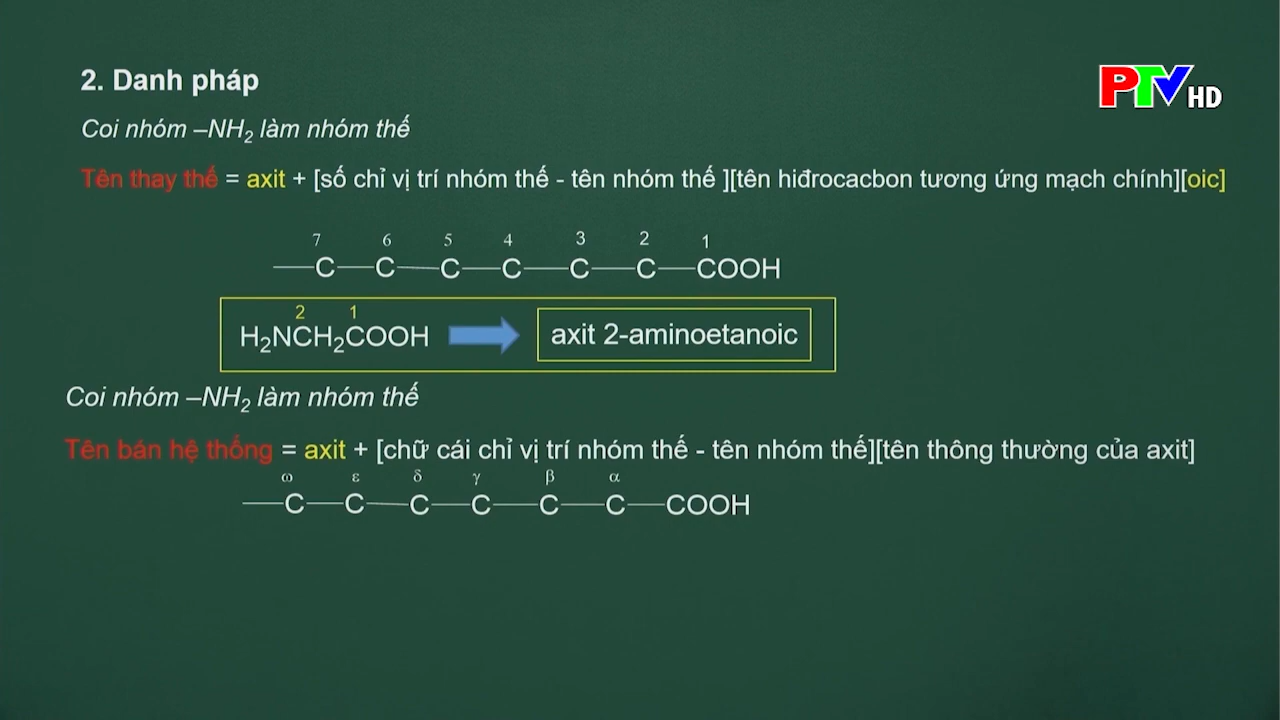 2. Danh pháp
PTV HD
Coi nhóm –NH₂ làm nhóm thế
Tên thay thế = axit + [số chỉ vị trí nhóm thế - tên nhóm thế ][tên hiđrocacbon tương ứng mạch chính][oic]
7 6 5 4 3 2 1
C C C C C C COOH
2 1
H₂NCH₂COOH axit 2-aminoetanoic
Coi nhóm –NH₂ làm nhóm thế
Tên bán hệ thống = axit + [chữ cái chỉ vị trí nhóm thế - tên nhóm thế][tên thông thường của axit]
ω ε δ γ β α
C C C C C C COOH